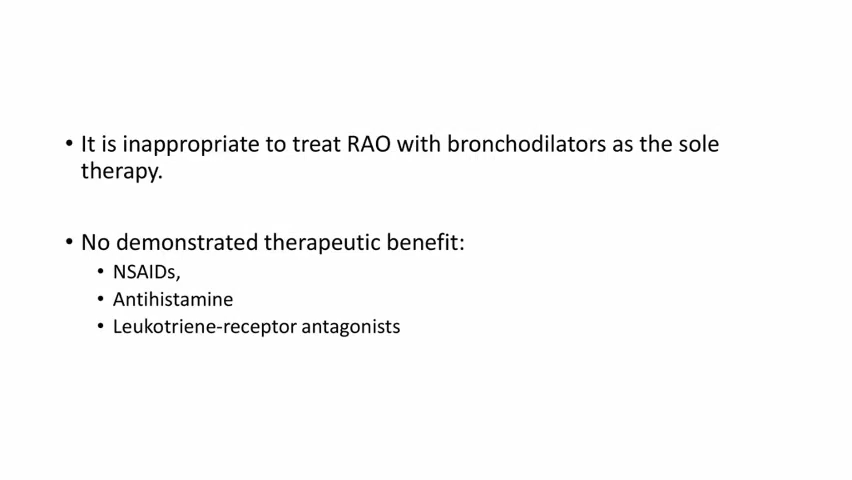 • It is inappropriate to treat RAO with bronchodilators as the sole
therapy.
• No demonstrated therapeutic benefit:
• NSAIDs,
• Antihistamine
• Leukotriene-receptor antagonists